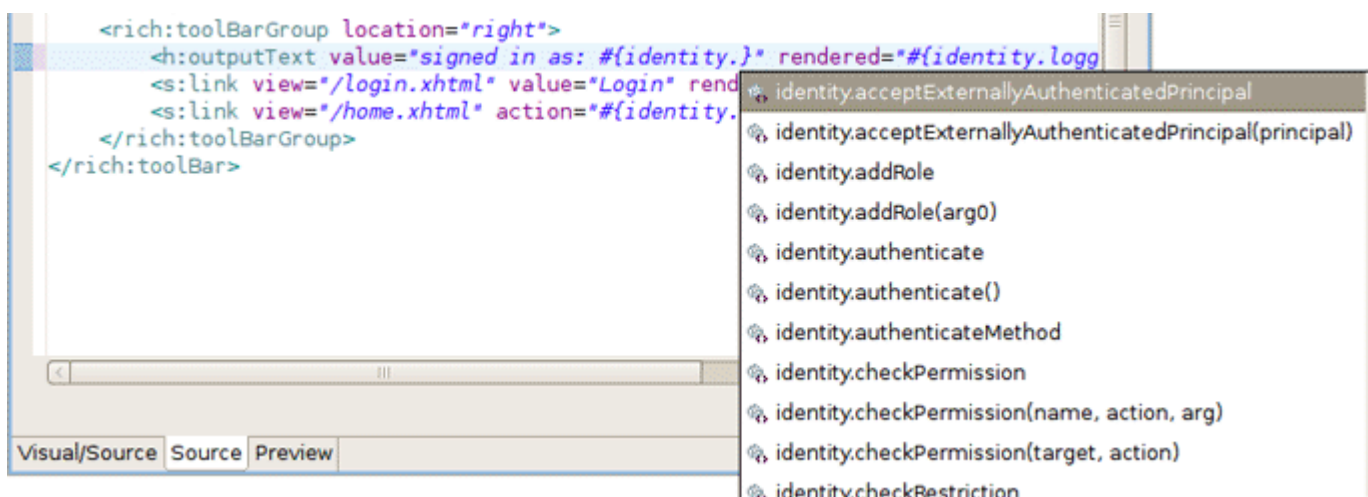 <rich:toolBarGroup location="right">
<h:outputText value="signed in as: #{identity.}" rendered="#{identity.logg
<s:link view="/login.xhtml" value="Login" rend
<s:link view="/home.xhtml" action="#{identity.
</rich:toolBarGroup>
</rich:toolBar>
identity.acceptExternallyAuthenticatedPrincipal
identity.acceptExternallyAuthenticatedPrincipal(principal)
identity.addRole
identity.addRole(arg0)
identity.authenticate
identity.authenticate()
identity.authenticateMethod
identity.checkPermission
identity.checkPermission(name, action, arg)
identity.checkPermission(target, action)
identity.checkRestriction
Visual/Source Source Preview